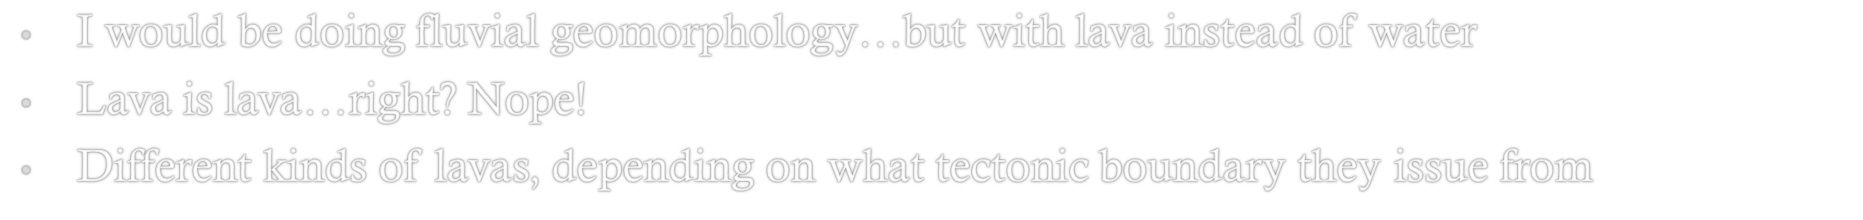 • I would be doing fluvial geomorphology…but with lava instead of water
• Lava is lava…right? Nope!
• Different kinds of lavas, depending on what tectonic boundary they issue from